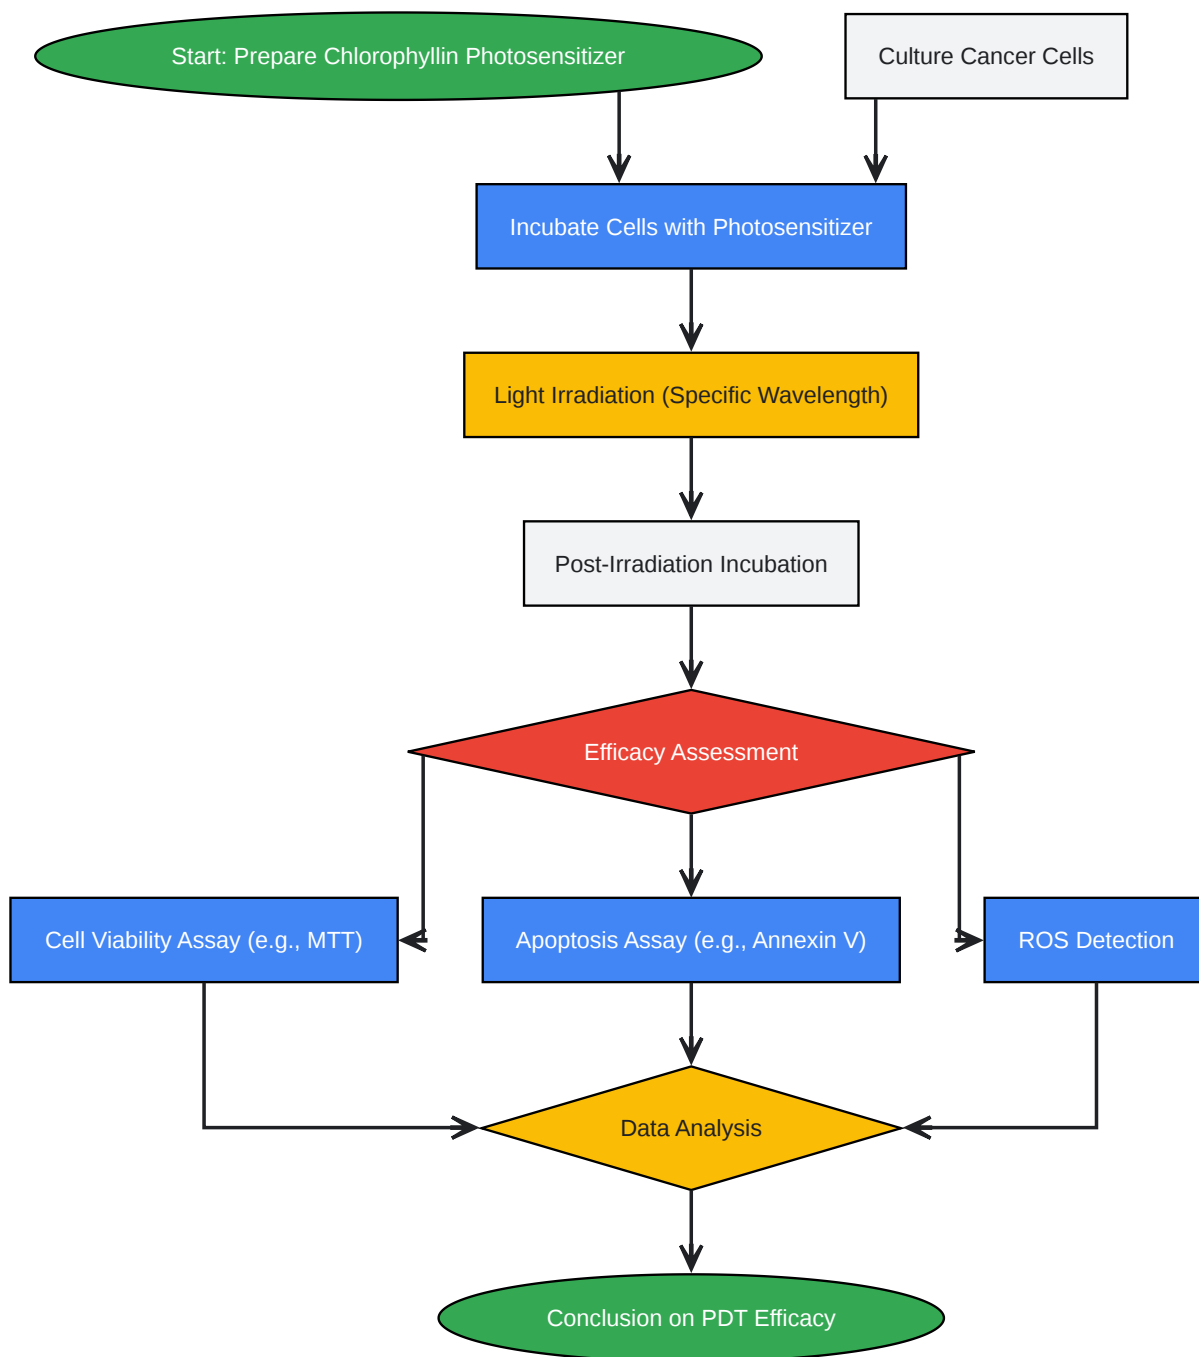 Start: Prepare Chlorophyllin Photosensitizer
Culture Cancer Cells
Incubate Cells with Photosensitizer
Light Irradiation (Specific Wavelength)
Post-Irradiation Incubation
Efficacy Assessment
Cell Viability Assay (e.g., MTT)
Apoptosis Assay (e.g., Annexin V)
ROS Detection
Data Analysis
Conclusion on PDT Efficacy